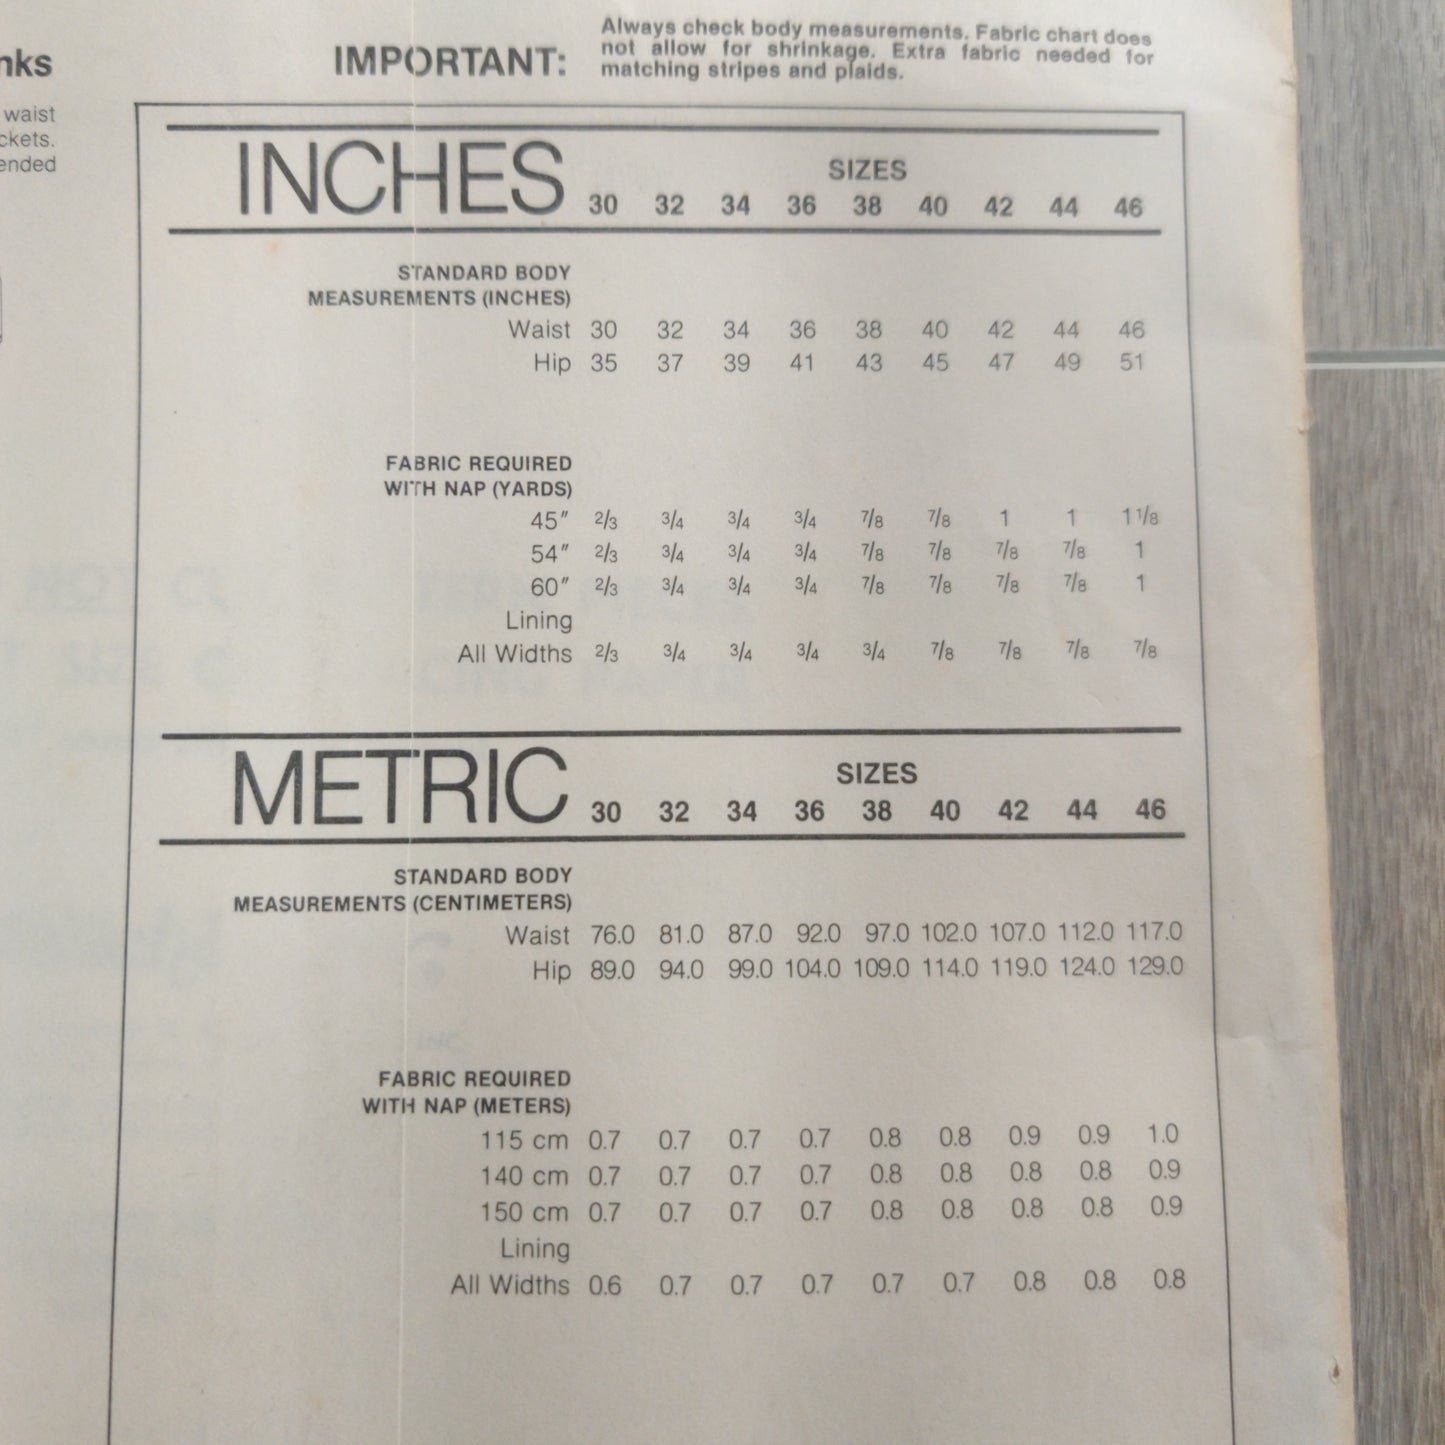 nks
waist
ckets.
ended
IMPORTANT:
Always check body measurements. Fabric chart does
not allow for shrinkage. Extra fabric needed for
matching stripes and plaids.
INCHES
SIZES
30 32 34 36 38 40 42 44 46
STANDARD BODY
MEASUREMENTS (INCHES)
Waist 30 32 34 36 38 40 42 44 46
Hip 35 37 39 41 43 45 47 49 51
FABRIC REQUIRED
WITH NAP (YARDS)
45″ 2/3 3/4 3/4 3/4 7/8 7/8 1 1 1 1/8
54″ 2/3 3/4 3/4 3/4 7/8 7/8 7/8 7/8 1
60″ 2/3 3/4 3/4 3/4 7/8 7/8 7/8 7/8 1
Lining
All Widths 2/3 3/4 3/4 3/4 3/4 7/8 7/8 7/8 7/8
METRIC
SIZES
30 32 34 36 38 40 42 44 46
STANDARD BODY
MEASUREMENTS (CENTIMETERS)
Waist 76.0 81.0 87.0 92.0 97.0 102.0 107.0 112.0 117.0
Hip 89.0 94.0 99.0 104.0 109.0 114.0 119.0 124.0 129.0
FABRIC REQUIRED
WITH NAP (METERS)
115 cm 0.7 0.7 0.7 0.7 0.8 0.8 0.9 0.9 1.0
140 cm 0.7 0.7 0.7 0.7 0.8 0.8 0.8 0.8 0.9
150 cm 0.7 0.7 0.7 0.7 0.8 0.8 0.8 0.8 0.9
Lining
All Widths 0.6 0.7 0.7 0.7 0.7 0.7 0.8 0.8 0.8